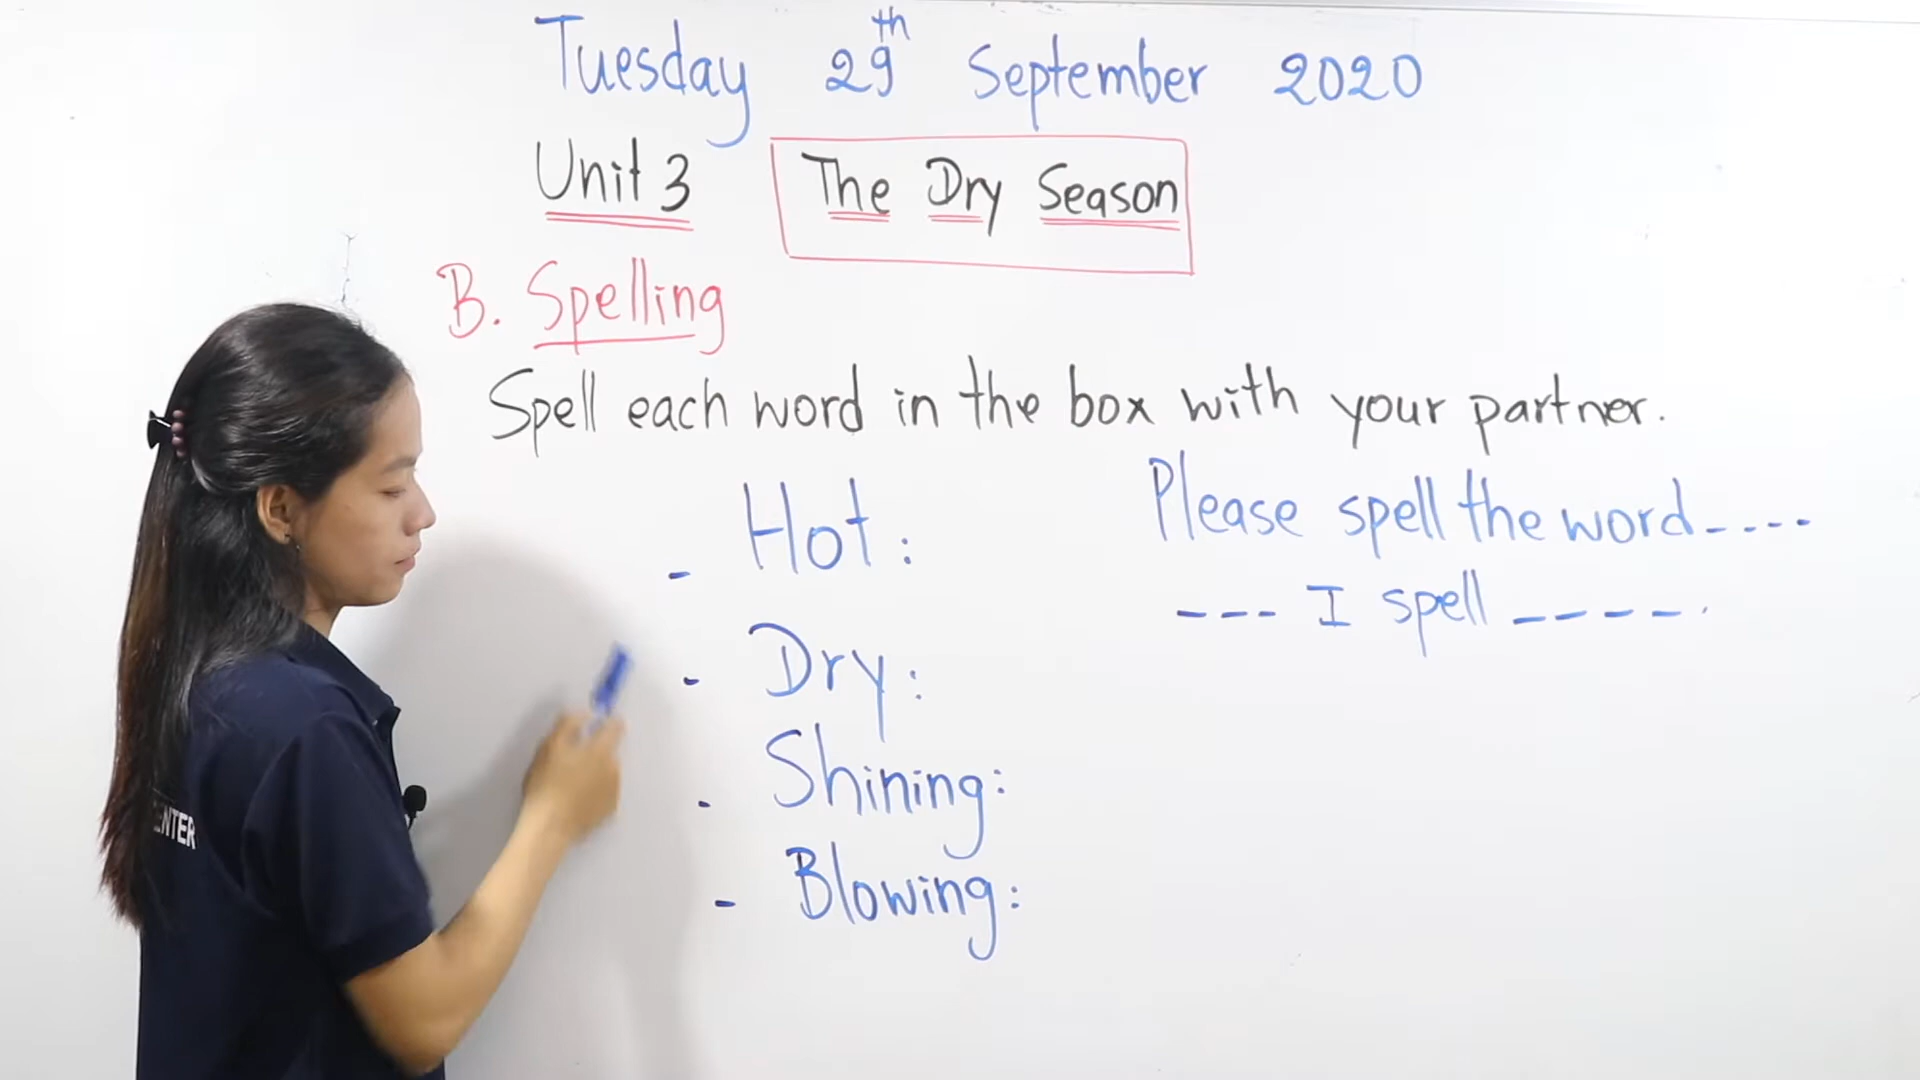 Tuesday 29th September 2020
Unit 3 The Dry Season
B. Spelling
Spell each word in the box with your partner.
- Hot:
- Dry:
- Shining:
- Blowing:
Please spell the word----
--- I spell -----.